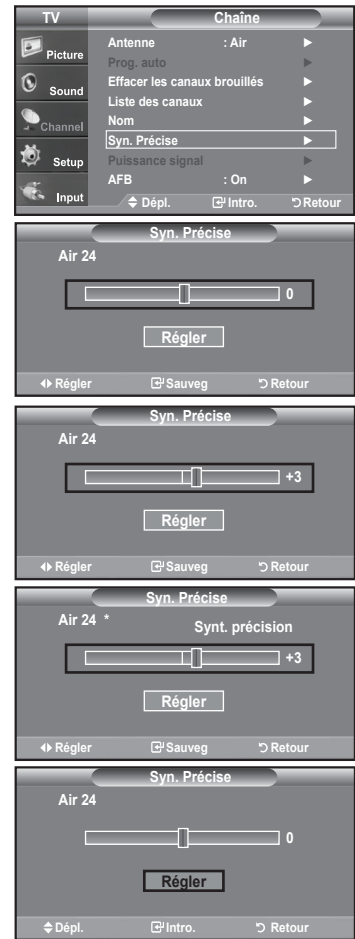 TV Chaîne
Picture
Sound
Channel
Setup
Input
Antenne : Air
Prog. auto
Effacer les canaux brouillés
Liste des canaux
Nom
Syn. Précise
Puissance signal
AFB : On
Dépl. Intro. Retour
Syn. Précise
Air 24
0
Régler
Régler Sauveg Retour
Syn. Précise
Air 24
+3
Régler
Régler Sauveg Retour
Syn. Précise
Air 24 *
Synt. précision
+3
Régler
Régler Sauveg Retour
Syn. Précise
Air 24
0
Régler
Dépl. Intro. Retour